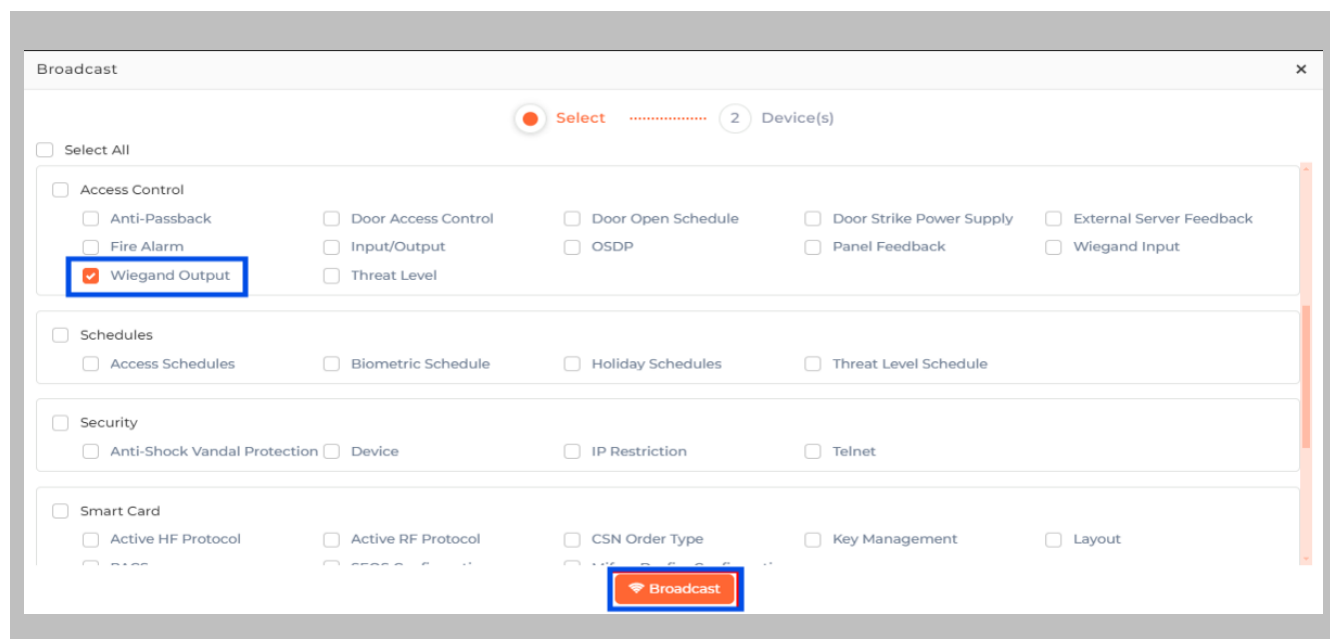 Broadcast ×
Select 2 Device(s)
Select All
Access Control
Anti-Passback Door Access Control Door Open Schedule Door Strike Power Supply External Server Feedback
Fire Alarm Input/Output OSDP Panel Feedback Wiegand Input
Wiegand Output Threat Level
Schedules
Access Schedules Biometric Schedule Holiday Schedules Threat Level Schedule
Security
Anti-Shock Vandal Protection Device IP Restriction Telnet
Smart Card
Active HF Protocol Active RF Protocol CSN Order Type Key Management Layout
Broadcast